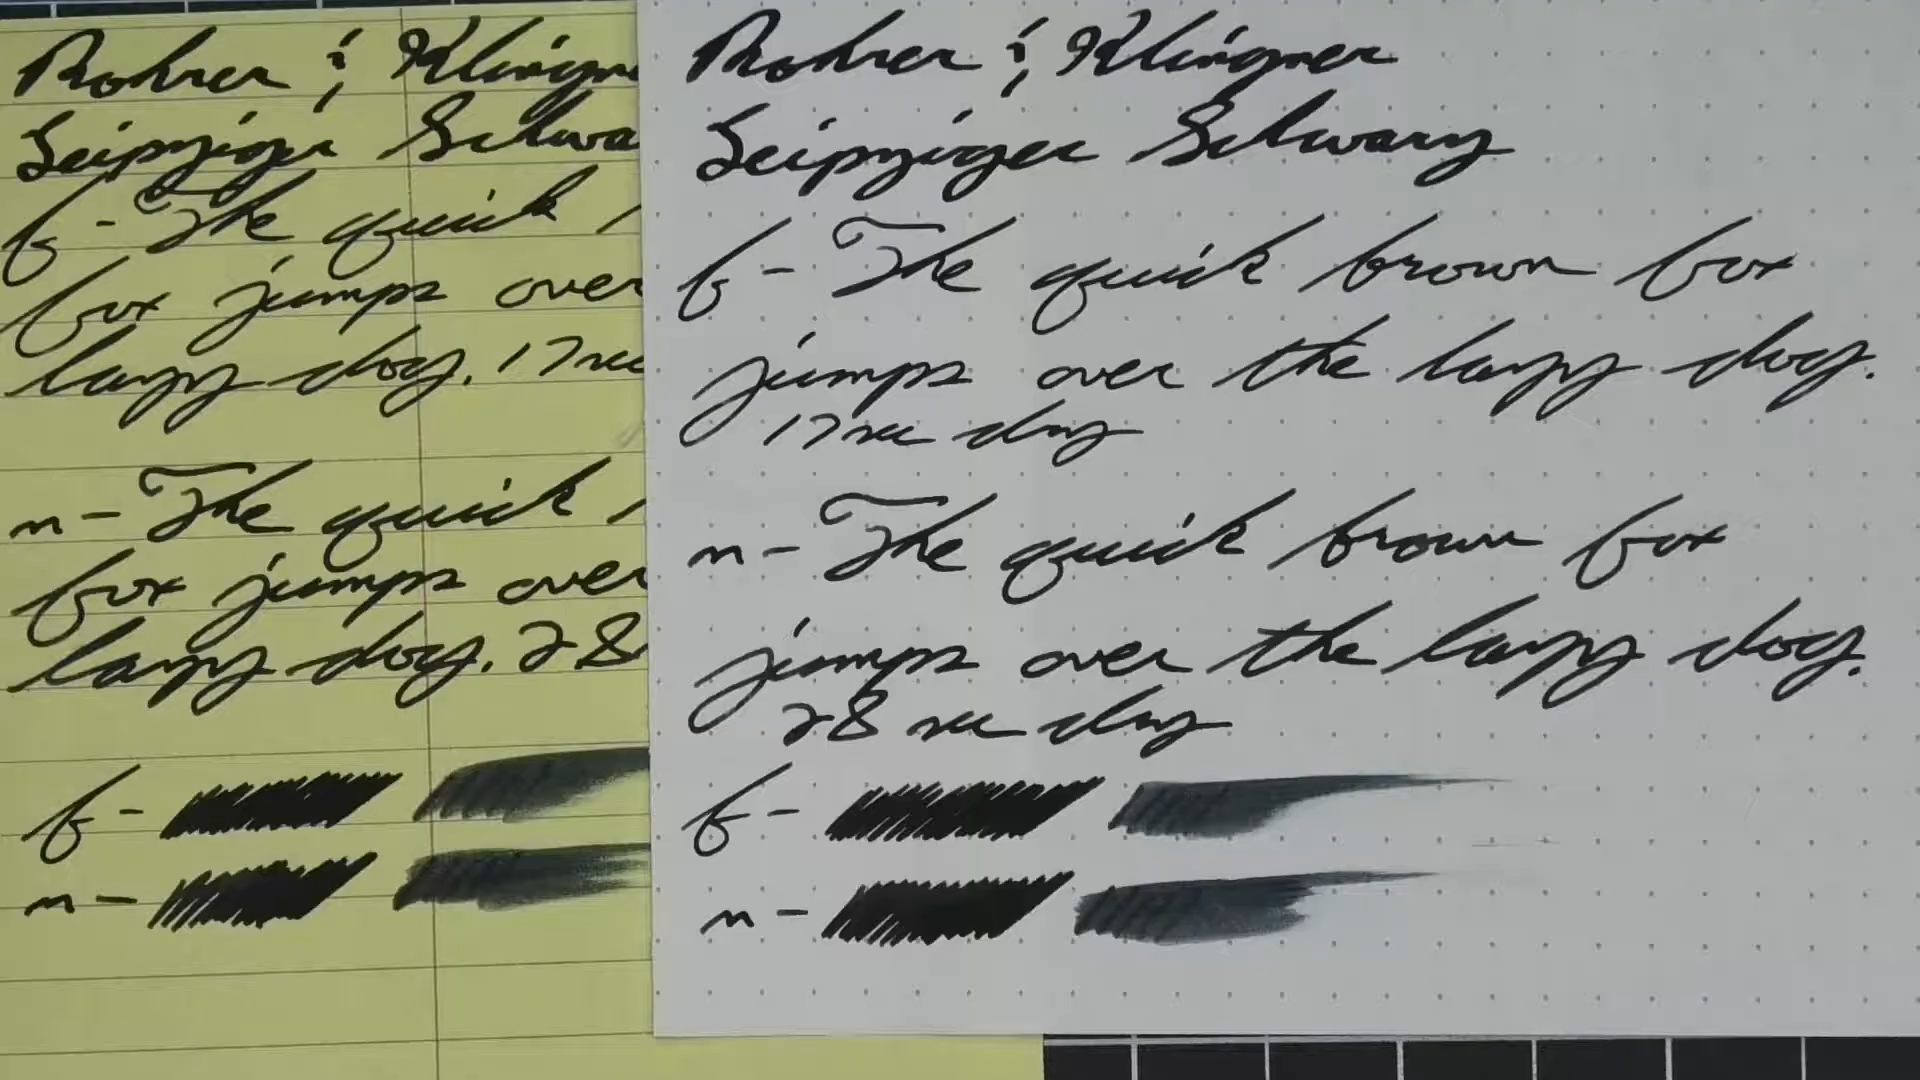 Rohrer & Klingne
Leipziger Schwa
f - The quick
fox jumps over
lazy dog. 17 sec
m - The quick
fox jumps over
lazy dog. 28
f -
m -
Rohrer & Klingner
Leipziger Schwarz
f - The quick brown fox
jumps over the lazy dog.
17 sec dry
m - The quick brown fox
jumps over the lazy dog.
28 sec dry
f -
m -